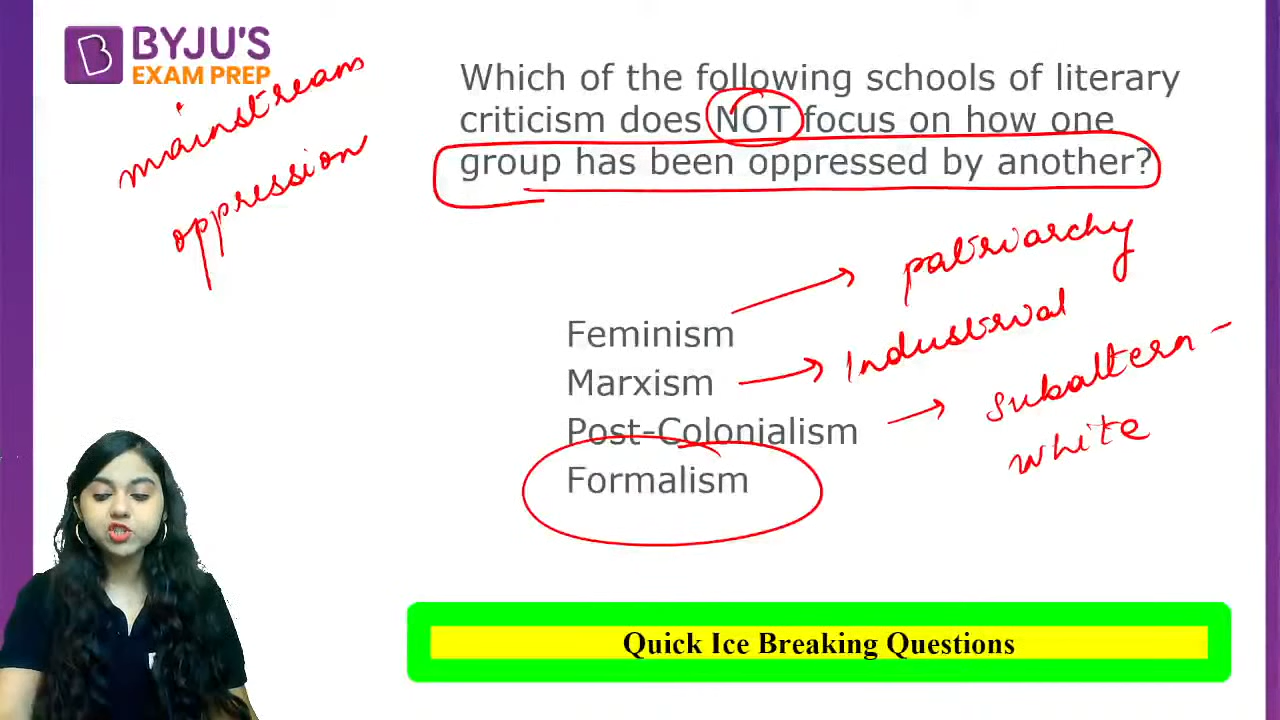 BYJU'S
EXAM PREP
mainstream
oppression
Which of the following schools of literary
criticism does NOT focus on how one
group has been oppressed by another?
patriarchy
Feminism
Industrial
Marxism
subaltern -
Post-Colonialism
white
Formalism
Quick Ice Breaking Questions